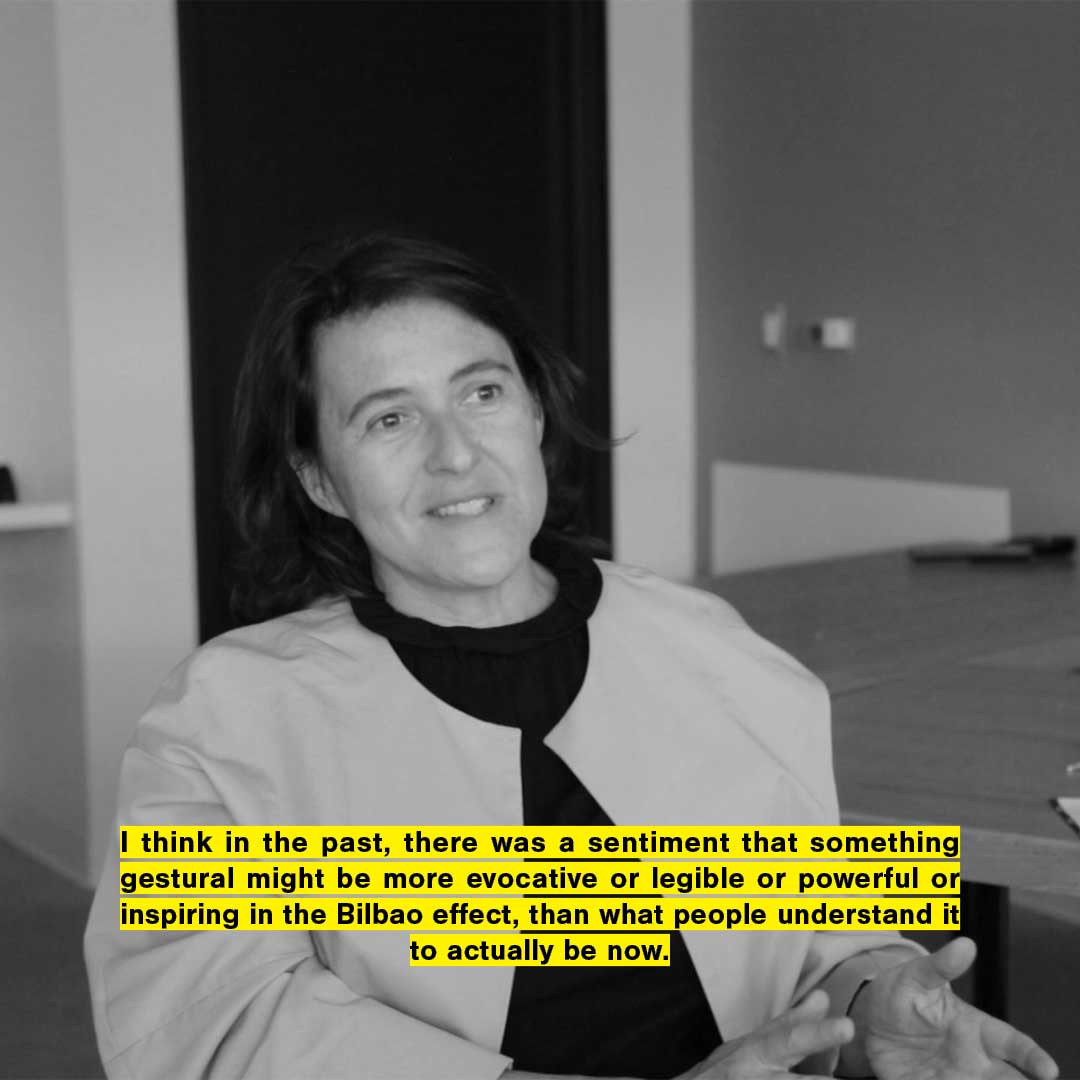 I think in the past, there was a sentiment that something
gestural might be more evocative or legible or powerful or
inspiring in the Bilbao effect, than what people understand it
to actually be now.